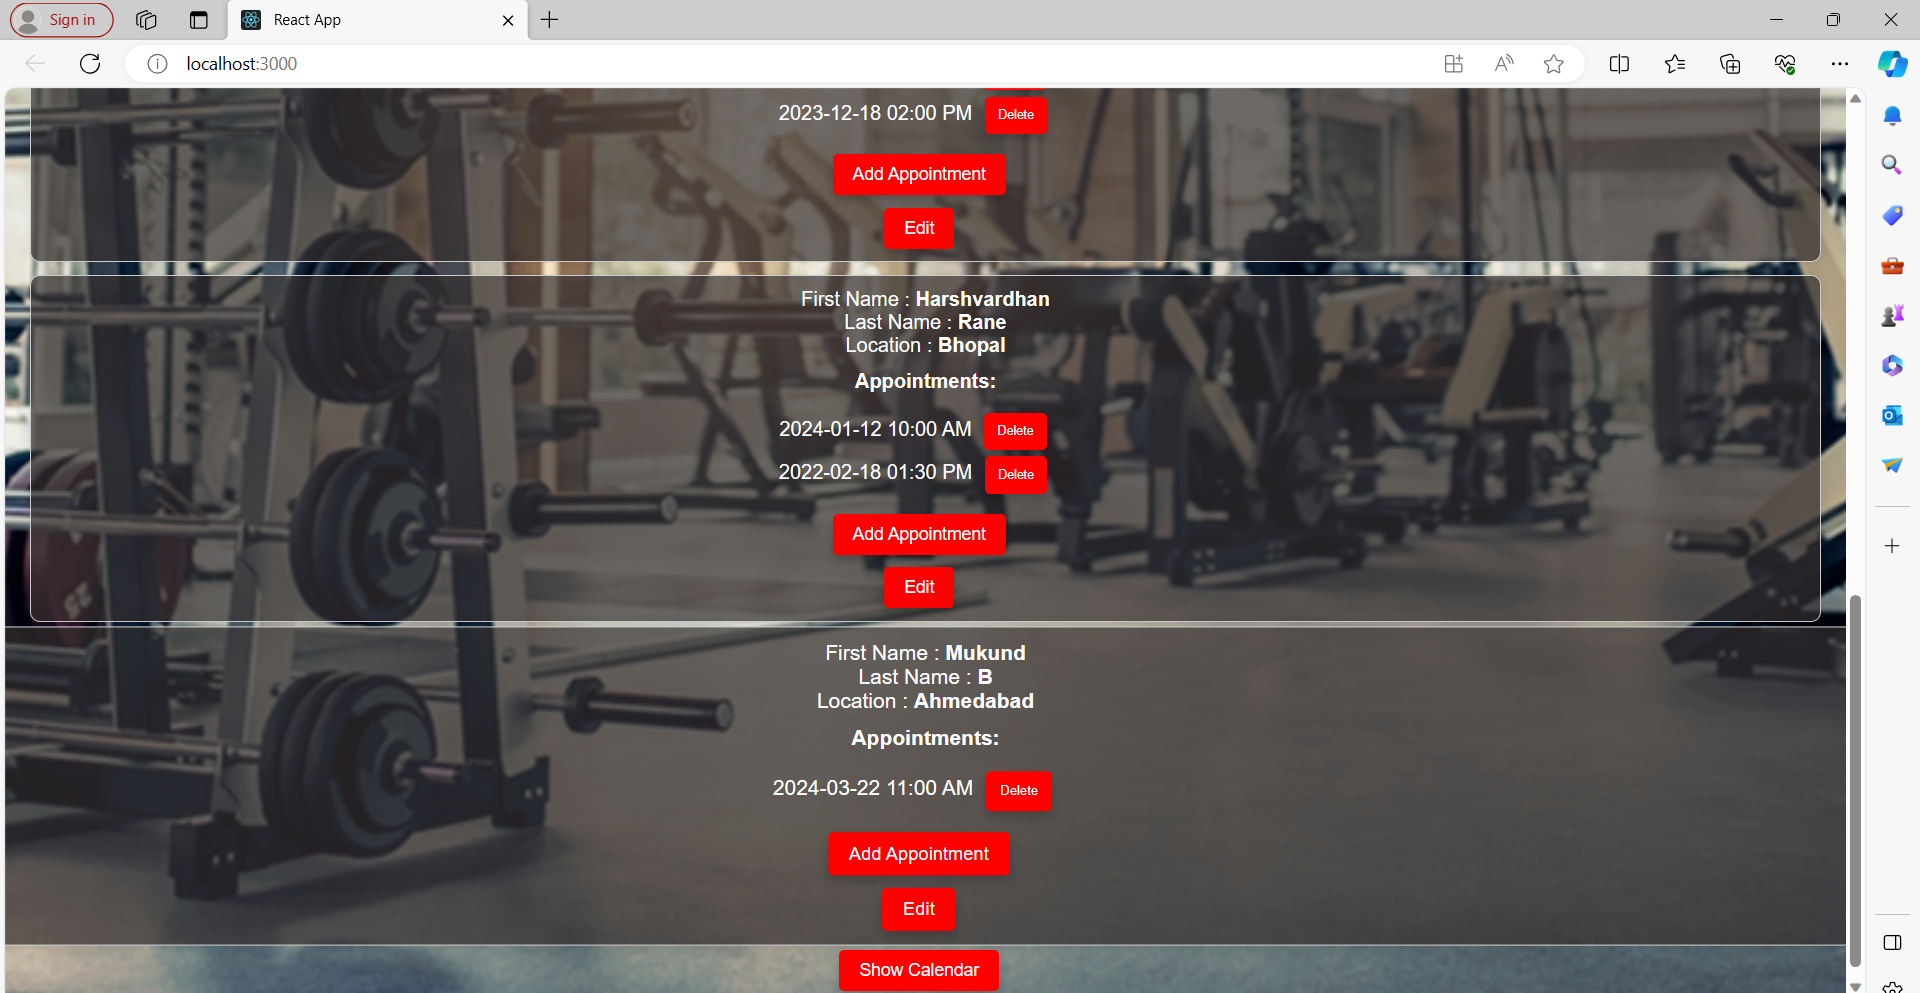 Sign in
React App
localhost:3000
2023-12-18 02:00 PM Delete
Add Appointment
Edit
First Name : Harshvardhan
Last Name : Rane
Location : Bhopal
Appointments:
2024-01-12 10:00 AM Delete
2022-02-18 01:30 PM Delete
Add Appointment
Edit
First Name : Mukund
Last Name : B
Location : Ahmedabad
Appointments:
2024-03-22 11:00 AM Delete
Add Appointment
Edit
Show Calendar
25